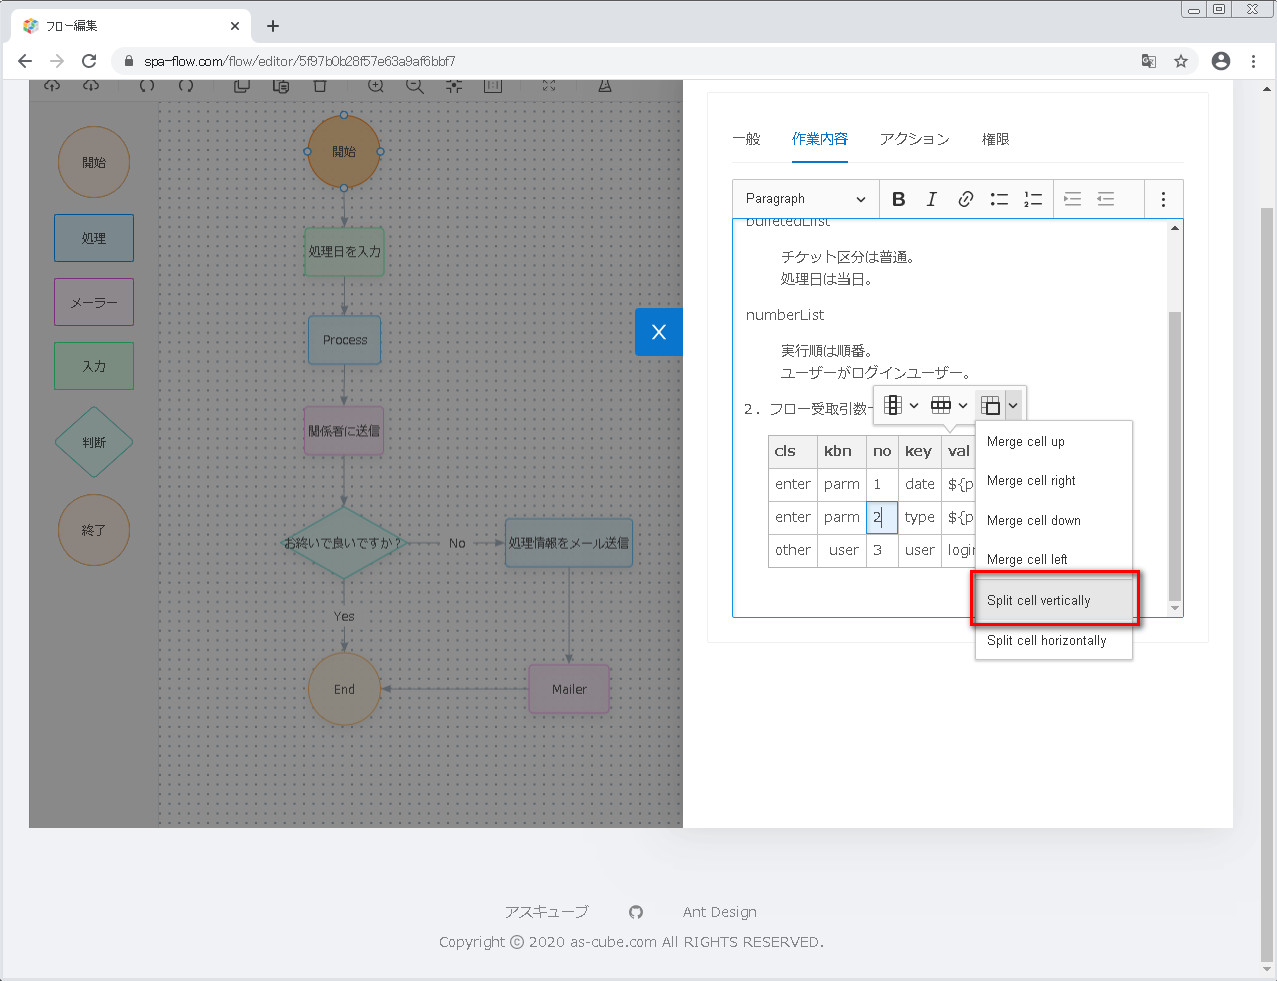 フロー編集
spa-flow.com/flow/editor/5f97b0b28f57e63a9af6bbf7
開始
処理
メーラー
入力
判断
終了
開始
処理日を入力
Process
関係者に送信
お終いで良いですか？
No
処理情報をメール送信
Yes
End
Mailer
X
一般
作業内容
アクション
権限
Paragraph
bulletedList
チケット区分は普通。
処理日は当日。
numberList
実行順は順番。
ユーザーがログインユーザー。
2. フロー受取引数
cls kbn no key val
enter parm 1 date ${p
enter parm 2 type ${p
other user 3 user login
Merge cell up
Merge cell right
Merge cell down
Merge cell left
Split cell vertically
Split cell horizontally
アスキューブ
Ant Design
Copyright © 2020 as-cube.com All RIGHTS RESERVED.